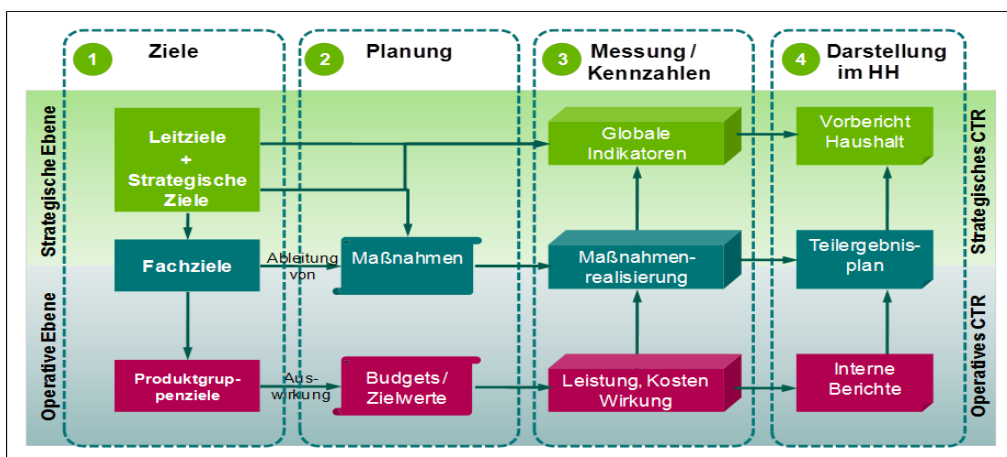 1
Ziele
2
Planung
3
Messung /
Kennzahlen
4
Darstellung
im HH
Strategische Ebene
Operative Ebene
Leitziele
+
Strategische
Ziele
Globale
Indikatoren
Vorbericht
Haushalt
Fachziele
Ableitung
von
Maßnahmen
Maßnahmen-
realisierung
Teilergebnis-
plan
Produktgrup-
penziele
Aus-
wirkung
Budgets/
Zielwerte
Leistung, Kosten
Wirkung
Interne
Berichte
Strategisches CTR
Operatives CTR